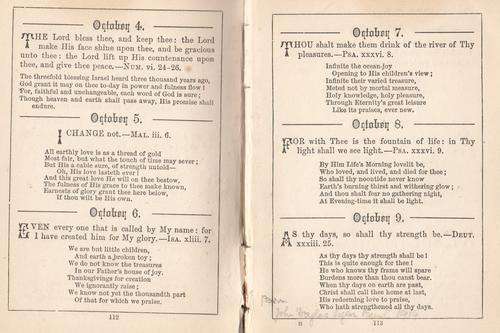 October 4.
THE Lord bless thee, and keep thee: the Lord
make His face shine upon thee, and be gracious
unto thee: the Lord lift up His countenance upon
thee, and give thee peace.—NUM. vi. 24-26.
The threefold blessing Israel heard three thousand years ago,
God grant it may on thee to-day in power and fulness flow!
For, faithful and unchangeable, each word of God is sure;
Though heaven and earth shall pass away, His promise shall
endure.
October 5.
I CHANGE not.—MAL. iii. 6.
All earthly love is as a thread of gold
Most fair, but what the touch of time may sever;
But His a cable sure, of strength untold—
Oh, His love lasteth ever!
And this great love He will on thee bestow,
The fulness of His grace to thee make known,
Earnests of glory grant thee here below,
If thou wilt be His own.
October 6.
EVEN every one that is called by My name: for
I have created him for My glory.—ISA. xliii. 7.
We are but little children,
And earth a broken toy;
We do not know the treasures
In our Father's house of joy.
Thanksgivings for creation
We ignorantly raise;
We know not yet the thousandth part
Of that for which we praise.
112
October 7.
THOU shalt make them drink of the river of Thy
pleasures.—PSA. xxxvi. 8.
Infinite the ocean-joy
Opening to His children's view;
Infinite their varied treasure,
Meted not by mortal measure,
Holy knowledge, holy pleasure,
Through Eternity's great leisure
Like its praises, ever new.
October 8.
FOR with Thee is the fountain of life: in Thy
light shall we see light.—PSA. xxxvi. 9.
By Him Life's Morning lovelit be,
Who loved, and lived, and died for thee;
So shall thy noontide never know
Earth's burning thirst and withering glow;
And thou shalt fear no gathering night,
At Evening-time it shall be light.
October 9.
AS thy days, so shall thy strength be.—DEUT.
xxxiii. 25.
As thy days thy strength shall be!
This is quite enough for thee!
He who knows thy frame will spare
Burdens more than thou canst bear.
When thy days on earth are past,
Christ shall call thee home at last,
His redeeming love to praise,
Who hath strengthened all thy days.
H 113
Born
John